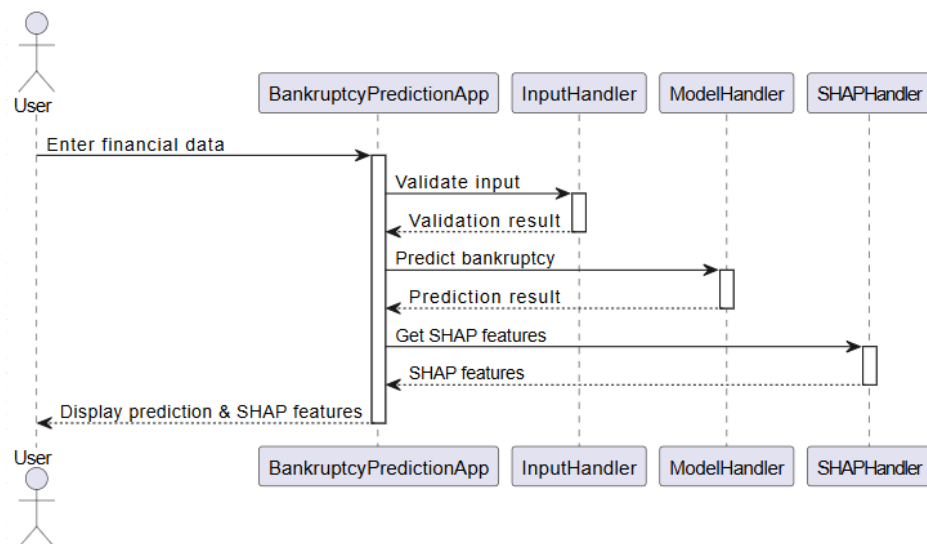 User
BankruptcyPredictionApp
InputHandler
ModelHandler
SHAPHandler
Enter financial data
Validate input
Validation result
Predict bankruptcy
Prediction result
Get SHAP features
SHAP features
Display prediction & SHAP features
User
BankruptcyPredictionApp
InputHandler
ModelHandler
SHAPHandler